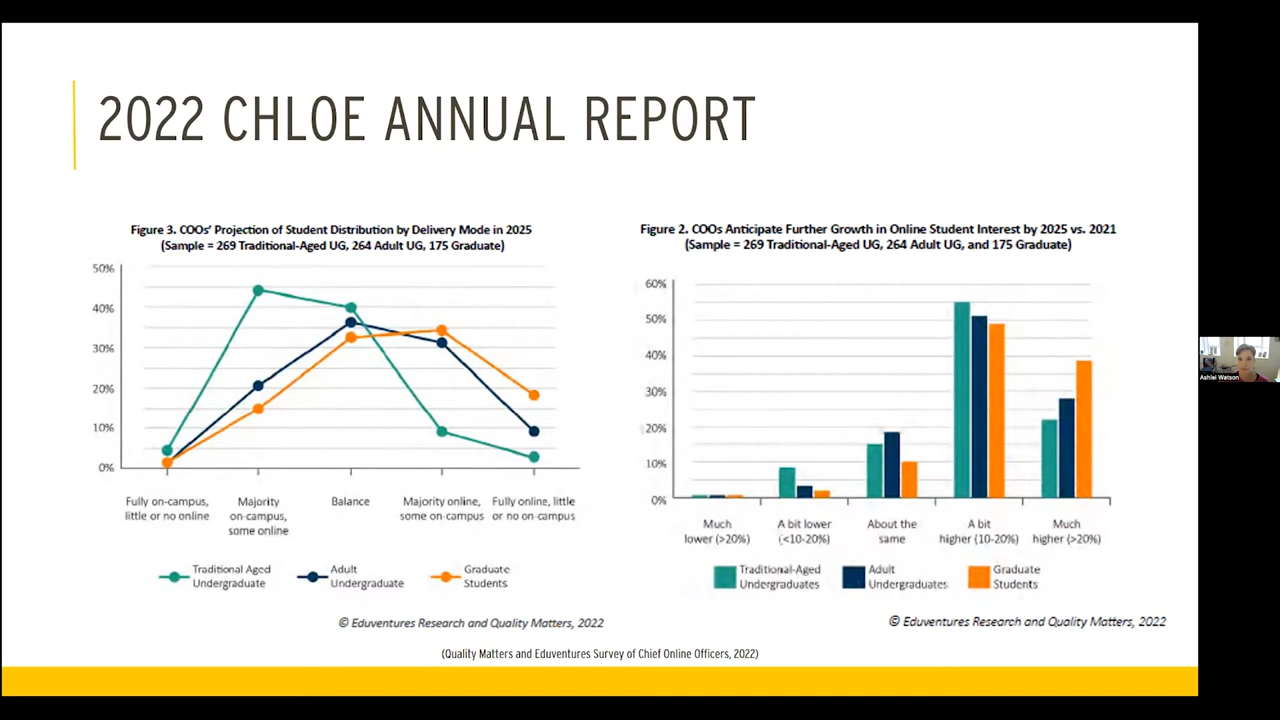 2022 CHLOE ANNUAL REPORT
Figure 3. COOs' Projection of Student Distribution by Delivery Mode in 2025
(Sample = 269 Traditional-Aged UG, 264 Adult UG, 175 Graduate)
50%
40%
30%
20%
10%
0%
Fully on-campus,
little or no online
Majority
on-campus,
some online
Balance
Majority online,
some on-campus
Fully online, little
or no on-campus
Traditional Aged
Undergraduate
Adult
Undergraduate
Graduate
Students
© Eduventures Research and Quality Matters, 2022
Figure 2. COOs Anticipate Further Growth in Online Student Interest by 2025 vs. 2021
(Sample = 269 Traditional-Aged UG, 264 Adult UG, and 175 Graduate)
60%
50%
40%
30%
20%
10%
0%
Much
lower (>20%)
A bit lower
(<10-20%)
About the
same
A bit
higher (10-20%)
Much
higher (>20%)
Traditional-Aged
Undergraduates
Adult
Undergraduates
Graduate
Students
© Eduventures Research and Quality Matters, 2022
(Quality Matters and Eduventures Survey of Chief Online Officers, 2022)
Ashlei Watson